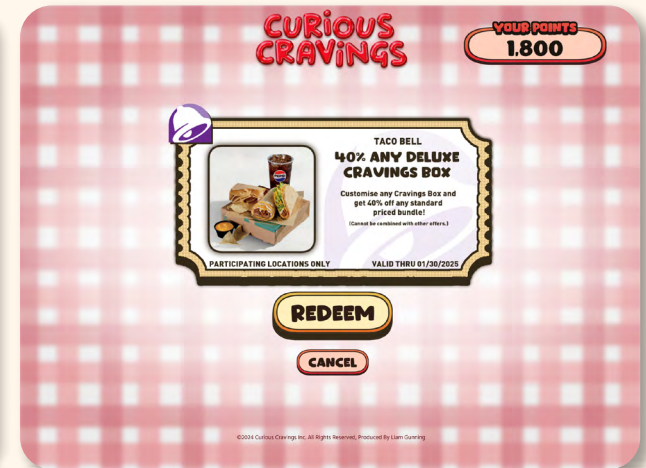 CURiOUS
CRAViNGS
YOUR POINTS
1,800
TACO BELL
40% ANY DELUXE
CRAVINGS BOX
Customise any Cravings Box and
get 40% off any standard
priced bundle!
(Cannot be combined with other offers.)
PARTICIPATING LOCATIONS ONLY
VALID THRU 01/30/2025
REDEEM
CANCEL
©2024 Curious Cravings Inc. All Rights Reserved, Produced By Liam Gunning